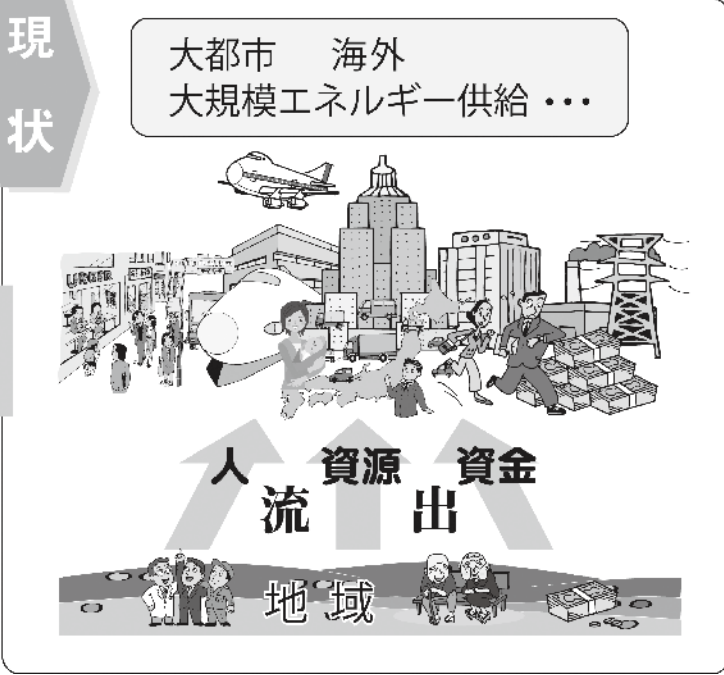 現状
大都市　海外
大規模エネルギー供給・・・
人　資源　資金
流出
地域